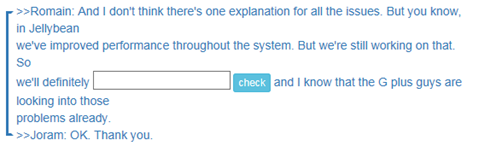 >>Romain: And I don't think there's one explanation for all the issues. But you know,
in Jellybean
we've improved performance throughout the system. But we're still working on that.
So
we'll definitely check and I know that the G plus guys are
looking into those
problems already.
>>Joram: OK. Thank you.